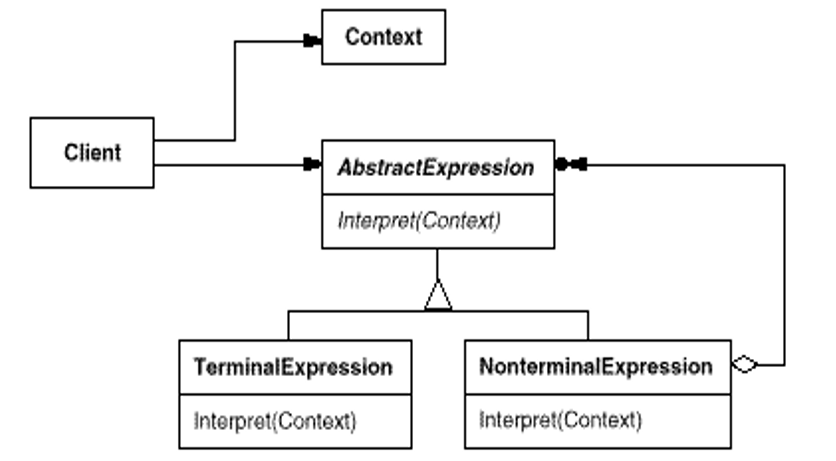 Context
Client
AbstractExpression
Interpret(Context)
TerminalExpression
Interpret(Context)
NonterminalExpression
Interpret(Context)